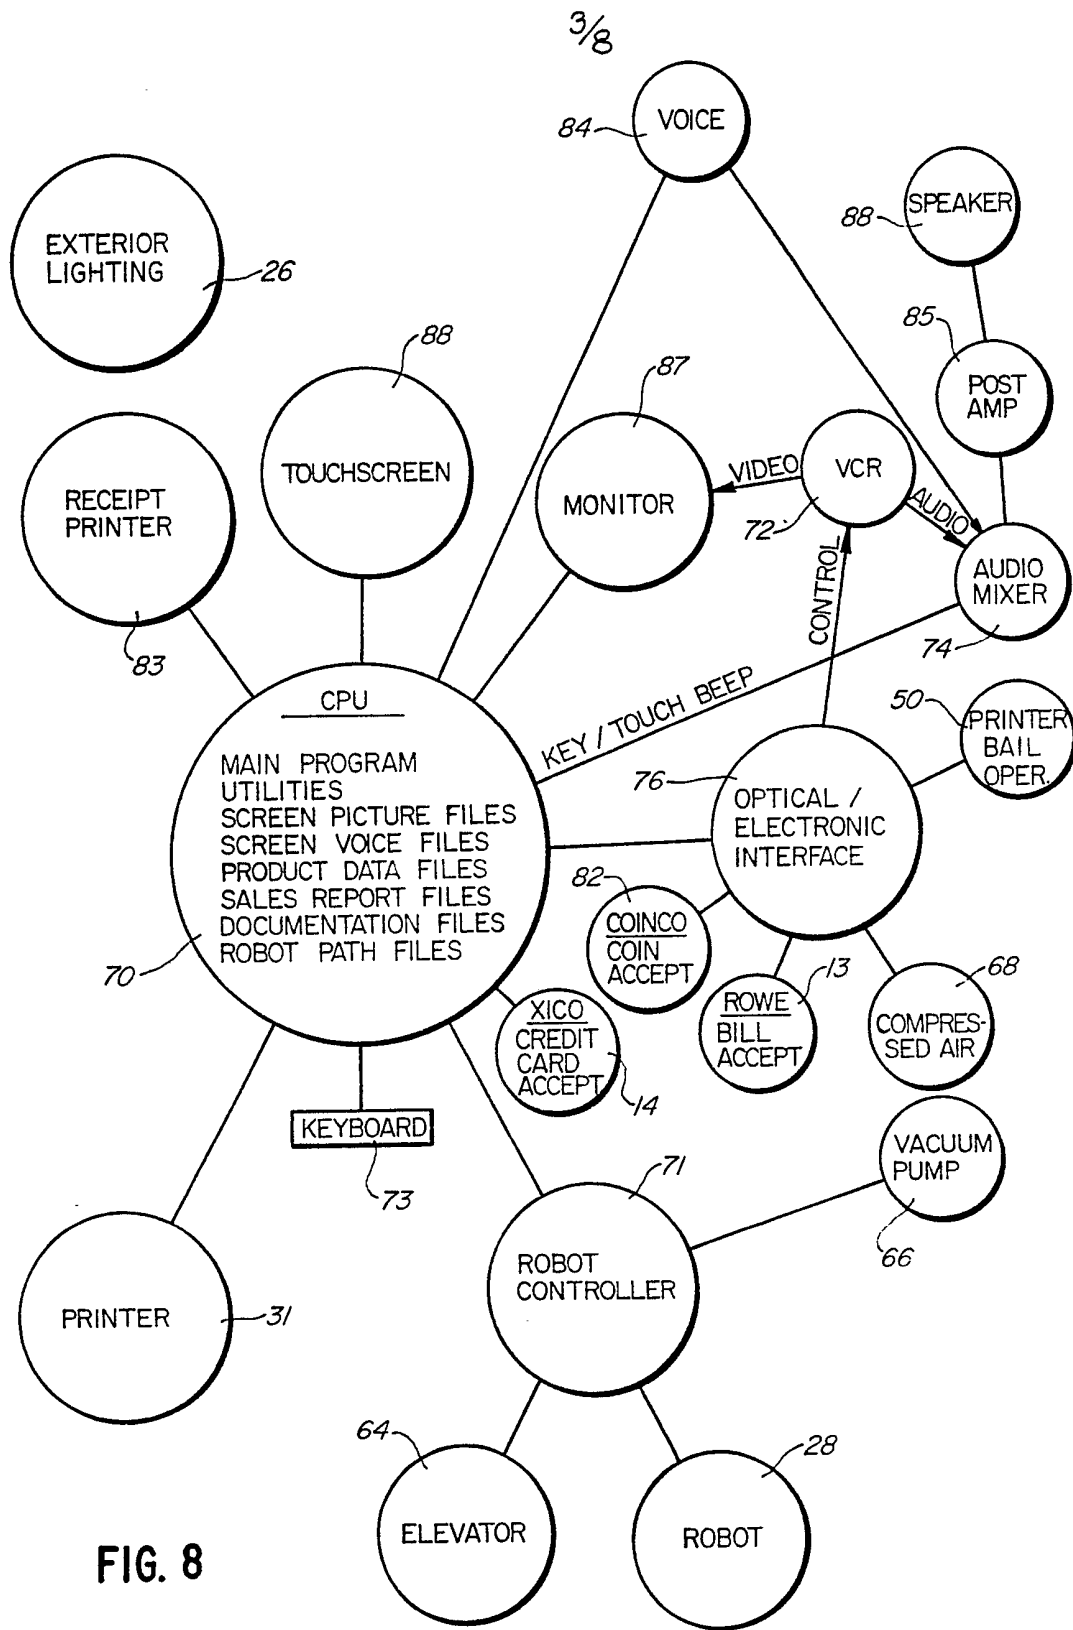 3/8
VOICE
84
SPEAKER
88
EXTERIOR
LIGHTING
26
85
POST
AMP
88
87
TOUCHSCREEN
MONITOR
VIDEO
VCR
72
AUDIO
CONTROL
RECEIPT
PRINTER
83
AUDIO
MIXER
74
KEY / TOUCH BEEP
CPU
MAIN PROGRAM
UTILITIES
SCREEN PICTURE FILES
SCREEN VOICE FILES
PRODUCT DATA FILES
SALES REPORT FILES
DOCUMENTATION FILES
ROBOT PATH FILES
70
50
PRINTER
BAIL
OPER.
76
OPTICAL /
ELECTRONIC
INTERFACE
82
COINCO
COIN
ACCEPT
13
ROWE
BILL
ACCEPT
68
COMPRES-
SED AIR
XICO
CREDIT
CARD
ACCEPT
14
KEYBOARD
73
71
VACUUM
PUMP
66
ROBOT
CONTROLLER
PRINTER
31
64
ELEVATOR
28
ROBOT
FIG. 8